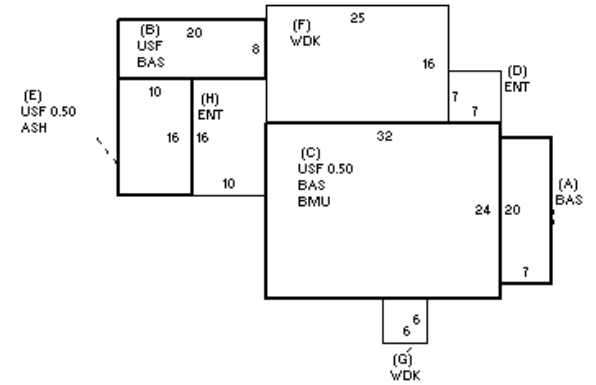 (B)
USF
BAS
20
8
(F)
WDK
25
16
(D)
ENT
7
7
(E)
USF 0.50
ASH
10
16
(H)
ENT
16
10
32
(C)
USF 0.50
BAS
BMU
24
20
7
(A)
BAS
6
6
(G)
WDK